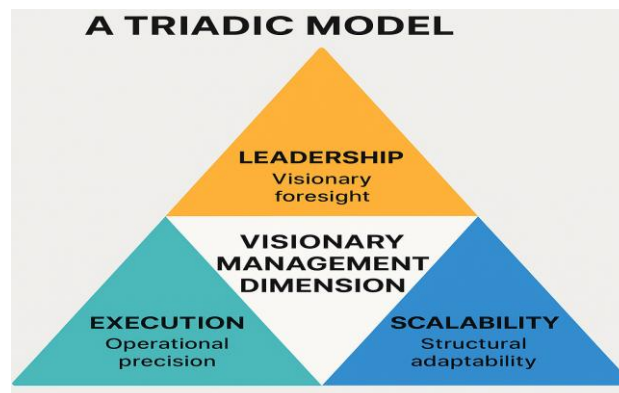 A TRIADIC MODEL
LEADERSHIP
Visionary
foresight
VISIONARY
MANAGEMENT
DIMENSION
EXECUTION
Operational
precision
SCALABILITY
Structural
adaptability